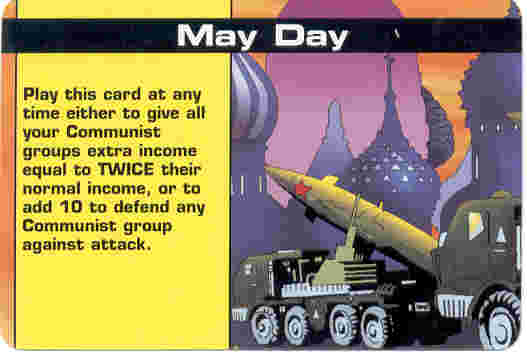 May Day
Play this card at any
time either to give all
your Communist
groups extra income
equal to TWICE their
normal income, or to
add 10 to defend any
Communist group
against attack.